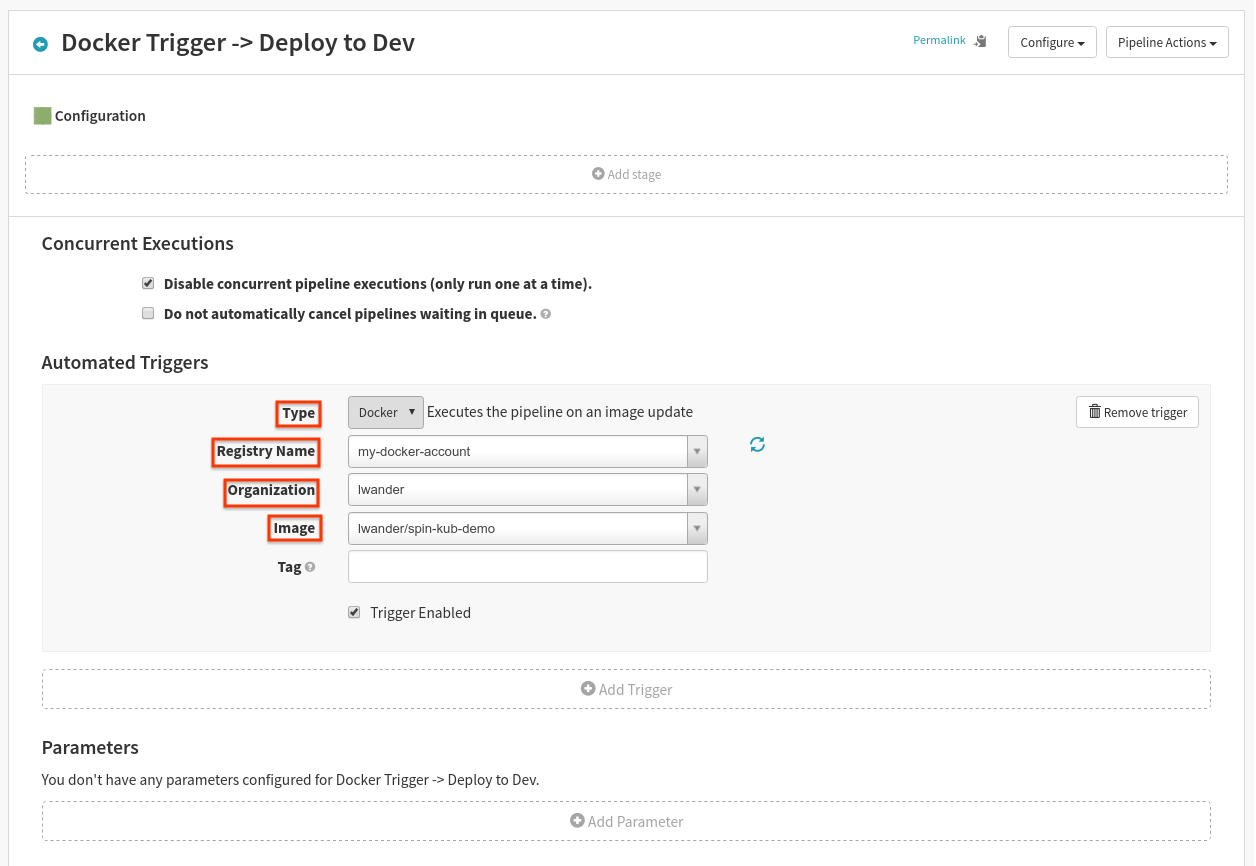 Docker Trigger -> Deploy to Dev
Permalink
Configure
Pipeline Actions
Configuration
Add stage
Concurrent Executions
Disable concurrent pipeline executions (only run one at a time).
Do not automatically cancel pipelines waiting in queue. ?
Automated Triggers
Type Docker Executes the pipeline on an image update Remove trigger
Registry Name my-docker-account
Organization lwander
Image lwander/spin-kub-demo
Tag ?
Trigger Enabled
Add Trigger
Parameters
You don't have any parameters configured for Docker Trigger -> Deploy to Dev.
Add Parameter